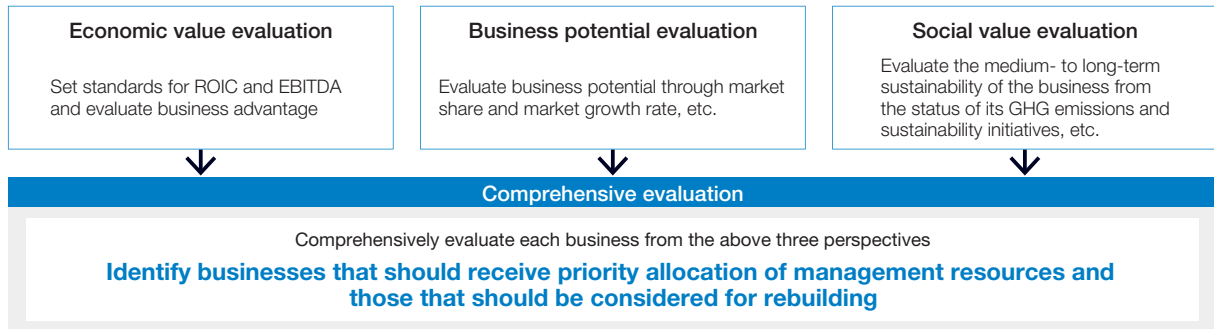 Economic value evaluation
Set standards for ROIC and EBITDA
and evaluate business advantage
Business potential evaluation
Evaluate business potential through market
share and market growth rate, etc.
Social value evaluation
Evaluate the medium- to long-term
sustainability of the business from
the status of its GHG emissions and
sustainability initiatives, etc.
Comprehensive evaluation
Comprehensively evaluate each business from the above three perspectives
Identify businesses that should receive priority allocation of management resources and
those that should be considered for rebuilding